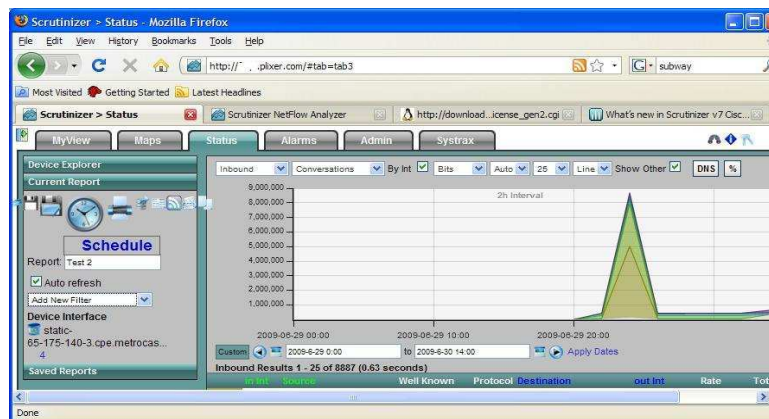 Scrutinizer > Status - Mozilla Firefox
File Edit View History Bookmarks Tools Help
http:// .plixer.com/#tab=tab3
G subway
Most Visited Getting Started Latest Headlines
Scrutinizer > Status
Scrutinizer NetFlow Analyzer
http://download...icense_gen2.cgi
What's new in Scrutinizer v7 Cisc...
MyView Maps Status Alarms Admin Systrax
Device Explorer
Current Report
Schedule
Report: Test 2
Auto refresh
Add New Filter
Device Interface
static-
65-175-140-3.cpe.metrocas...
4
Saved Reports
Inbound Conversations By Int Bits Auto 25 Line Show Other DNS %
2h Interval
9,000,000
8,000,000
7,000,000
6,000,000
5,000,000
4,000,000
3,000,000
2,000,000
1,000,000
2009-06-29 00:00 2009-06-29 10:00 2009-06-29 20:00
Custom 2009-6-29 0:00 to 2009-6-30 14:00 Apply Dates
Inbound Results 1 - 25 of 8887 (0.63 seconds)
in Int Source Well Known Protocol Destination out Int Rate Tot
Done